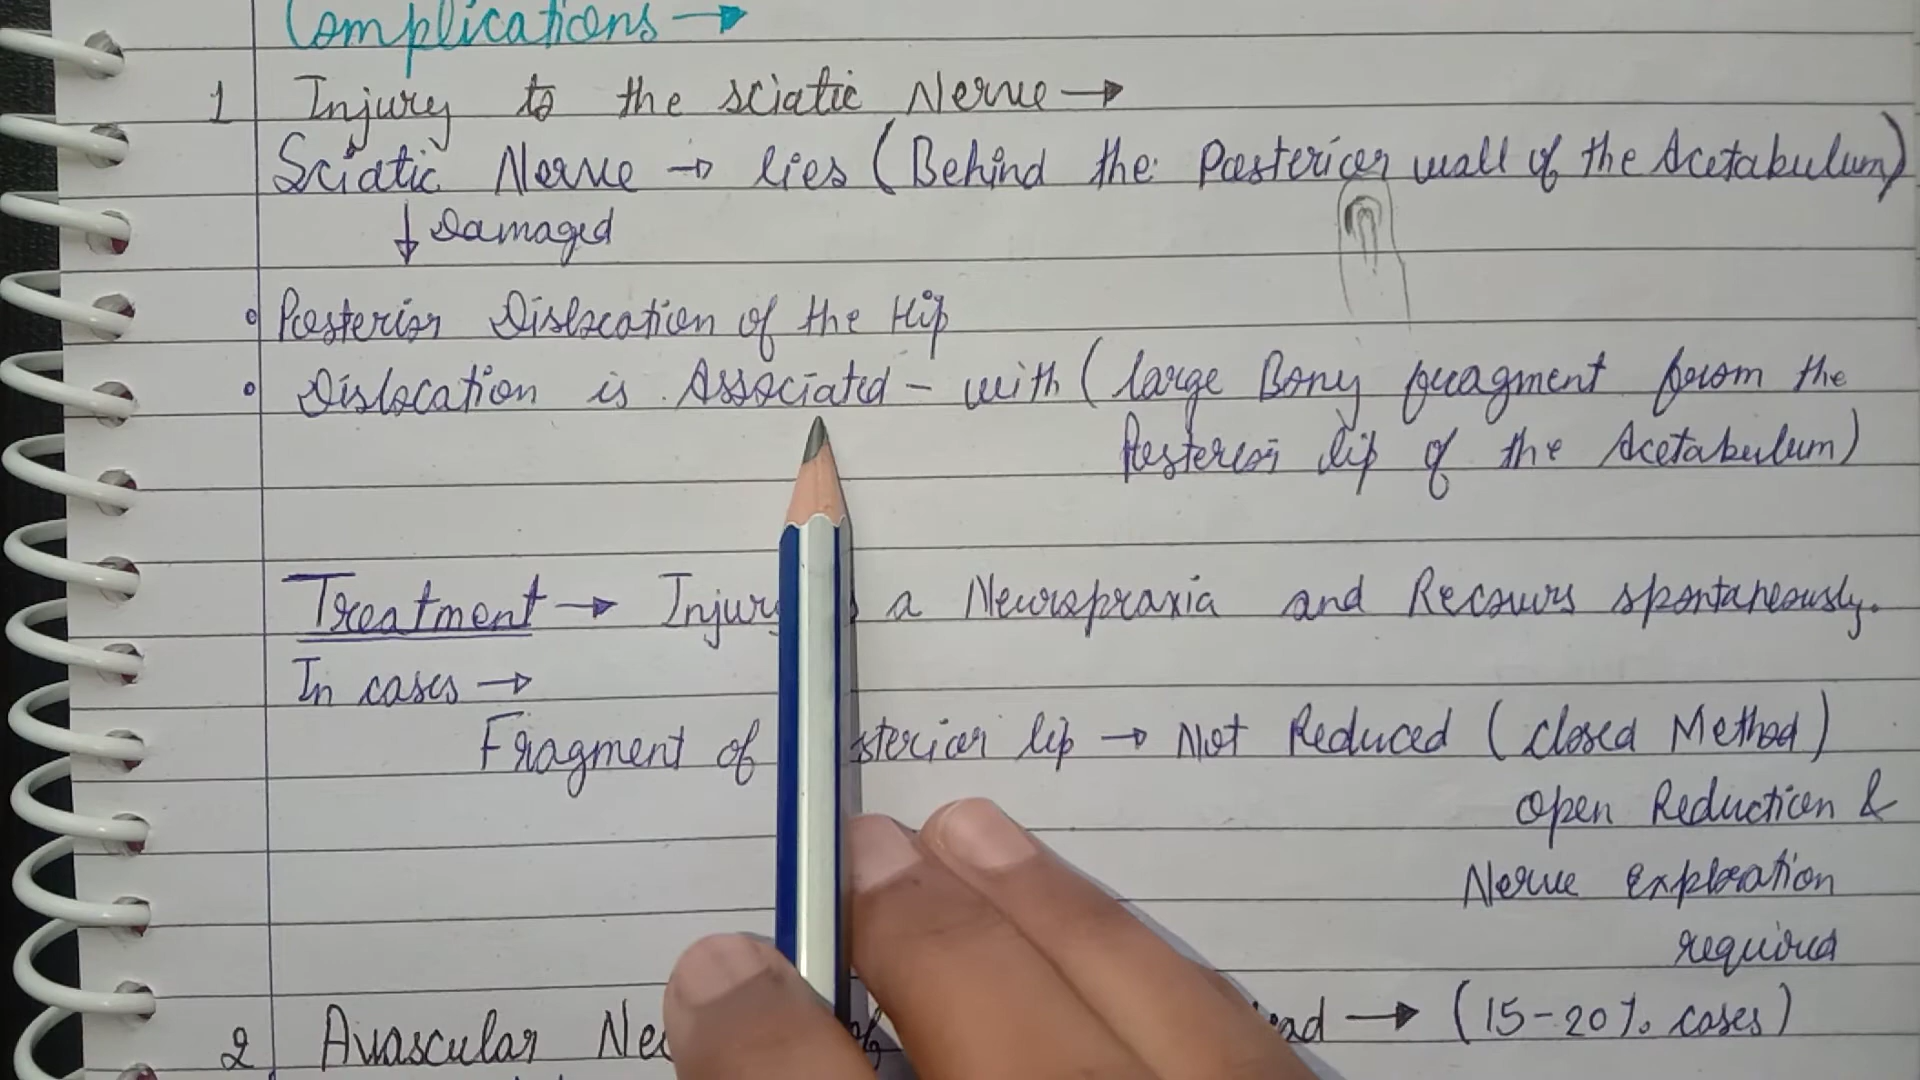 Complications →
1 Injury to the sciatic Nerve →
Sciatic Nerve → lies (Behind the Posterior wall of the Acetabulum)
↓ Damaged
Posterior Dislocation of the Hip
Dislocation is Associated - with (large Bony fragment from the
Posterior lip of the Acetabulum)
Treatment → Injury a Neuropraxia and Recovers spontaneously.
In cases →
Fragment of lip → Not Reduced (closed Method)
open Reduction &
Nerve exploration
required
2 Avascular of → (15-20% cases)